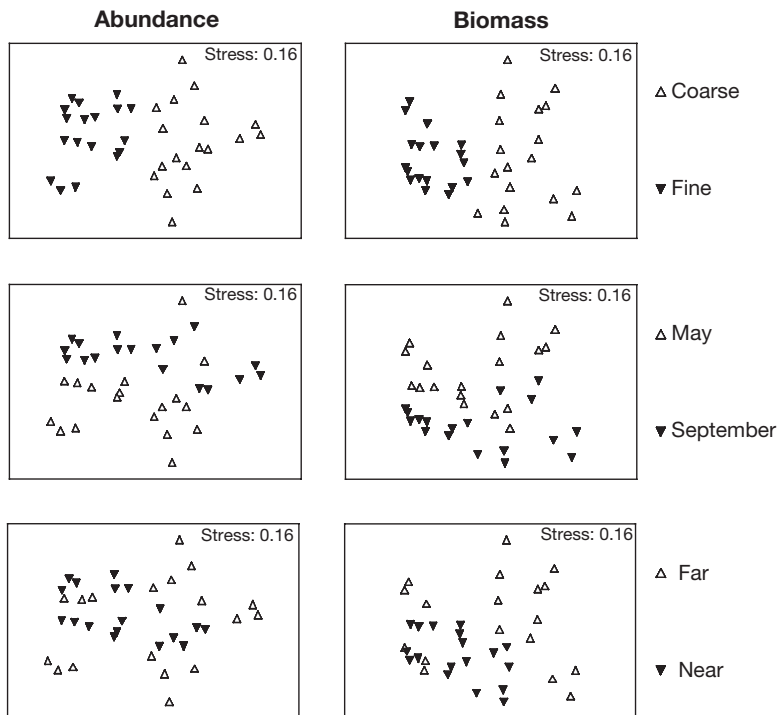 Abundance
Biomass
Stress: 0.16
Stress: 0.16
Coarse
Fine
Stress: 0.16
Stress: 0.16
May
September
Stress: 0.16
Stress: 0.16
Far
Near